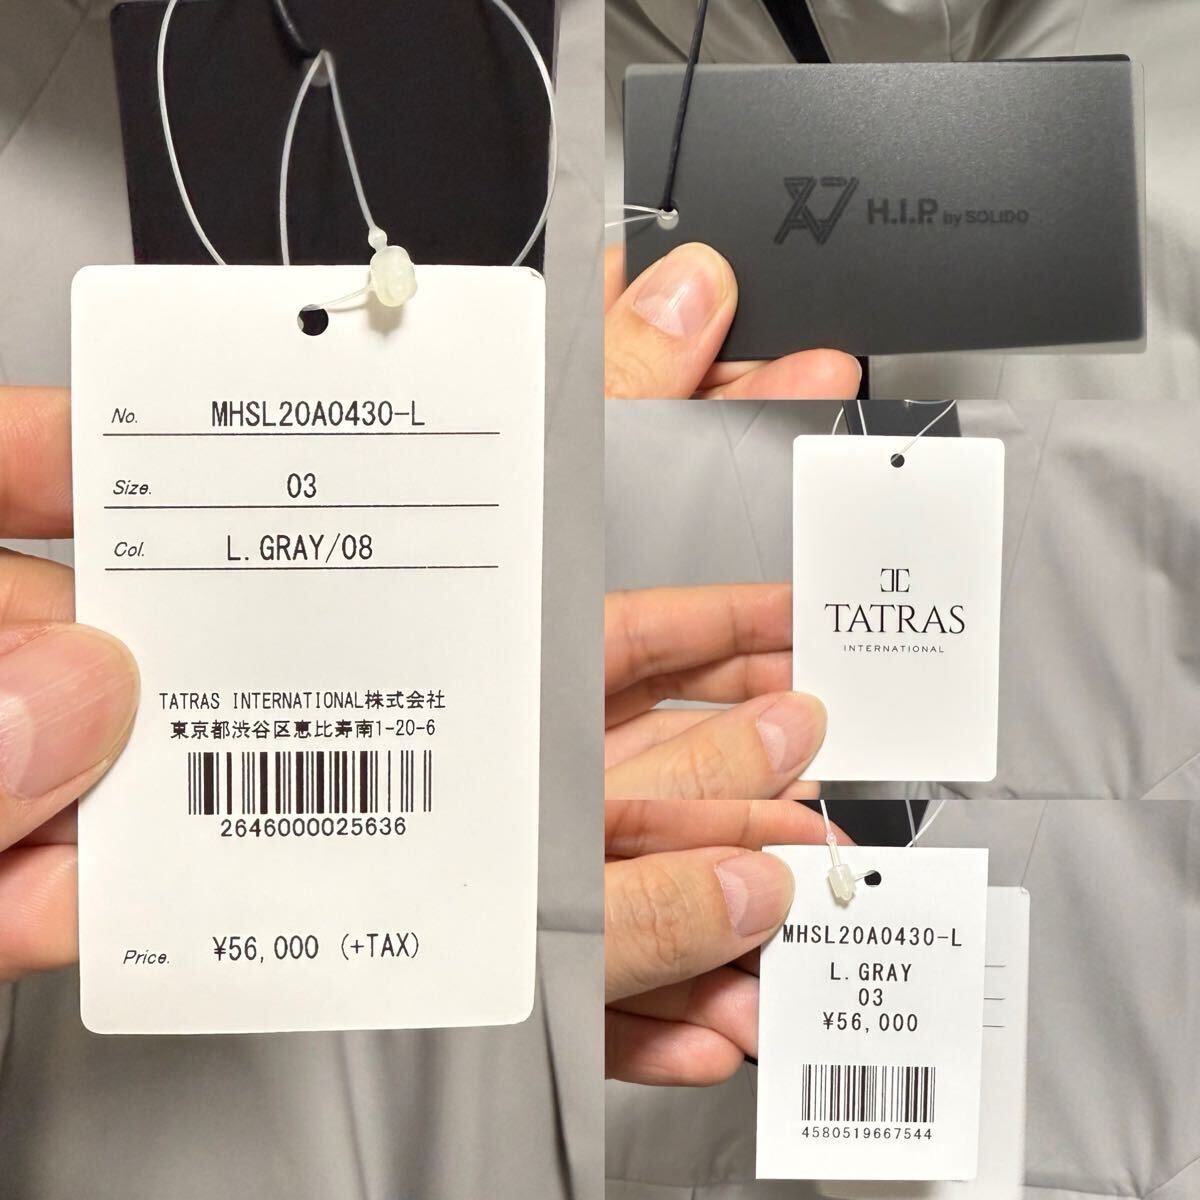 No. MHSL20A0430-L
Size. 03
Col. L. GRAY/08
TATRAS INTERNATIONAL株式会社
東京都渋谷区恵比寿南1-20-6
2646000025636
Price. ¥56,000 (+TAX)
H.I.P. by SOLIDO
TATRAS
INTERNATIONAL
MHSL20A0430-L
L. GRAY
03
¥56,000
4580519667544